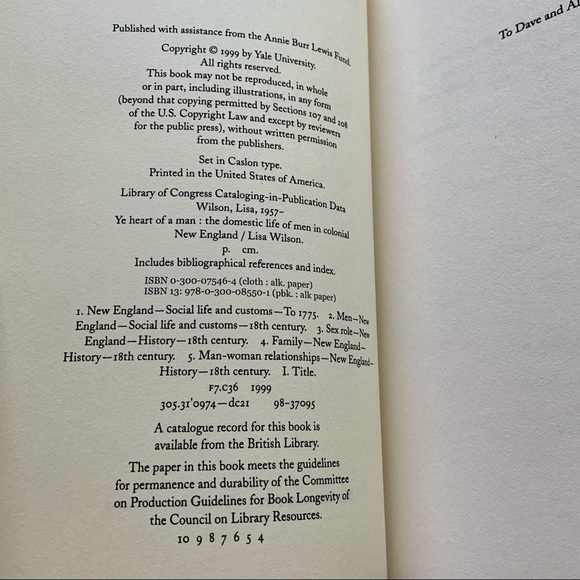 Published with assistance from the Annie Burr Lewis Fund.
Copyright © 1999 by Yale University.
All rights reserved.
This book may not be reproduced, in whole
or in part, including illustrations, in any form
(beyond that copying permitted by Sections 107 and 108
of the U.S. Copyright Law and except by reviewers
for the public press), without written permission
from the publishers.
Set in Caslon type.
Printed in the United States of America.
Library of Congress Cataloging-in-Publication Data
Wilson, Lisa, 1957–
Ye heart of a man : the domestic life of men in colonial
New England / Lisa Wilson.
p. cm.
Includes bibliographical references and index.
ISBN 0-300-07546-4 (cloth : alk. paper)
ISBN 13: 978-0-300-08550-1 (pbk. : alk paper)
1. New England—Social life and customs—To 1775. 2. Men—New
England—Social life and customs—18th century. 3. Sex role—New
England—History—18th century. 4. Family—New England—
History—18th century. 5. Man-woman relationships—New England—
History—18th century. I. Title.
F7.C36 1999
305.31'0974—dc21 98-37095
A catalogue record for this book is
available from the British Library.
The paper in this book meets the guidelines
for permanence and durability of the Committee
on Production Guidelines for Book Longevity of
the Council on Library Resources.
10 9 8 7 6 5 4
To Dave and